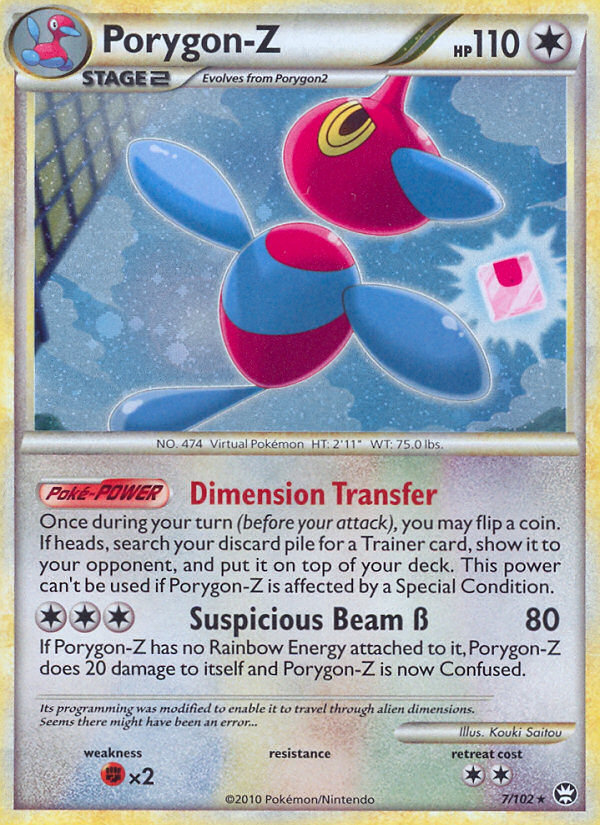 Porygon-Z
HP110
STAGE 2
Evolves from Porygon2
NO. 474 Virtual Pokémon HT: 2'11" WT: 75.0 lbs.
Poké-POWER Dimension Transfer
Once during your turn (before your attack), you may flip a coin.
If heads, search your discard pile for a Trainer card, show it to
your opponent, and put it on top of your deck. This power
can't be used if Porygon-Z is affected by a Special Condition.
Suspicious Beam β 80
If Porygon-Z has no Rainbow Energy attached to it, Porygon-Z
does 20 damage to itself and Porygon-Z is now Confused.
Its programming was modified to enable it to travel through alien dimensions.
Seems there might have been an error...
Illus. Kouki Saitou
weakness resistance retreat cost
×2
©2010 Pokémon/Nintendo 7/102 ★